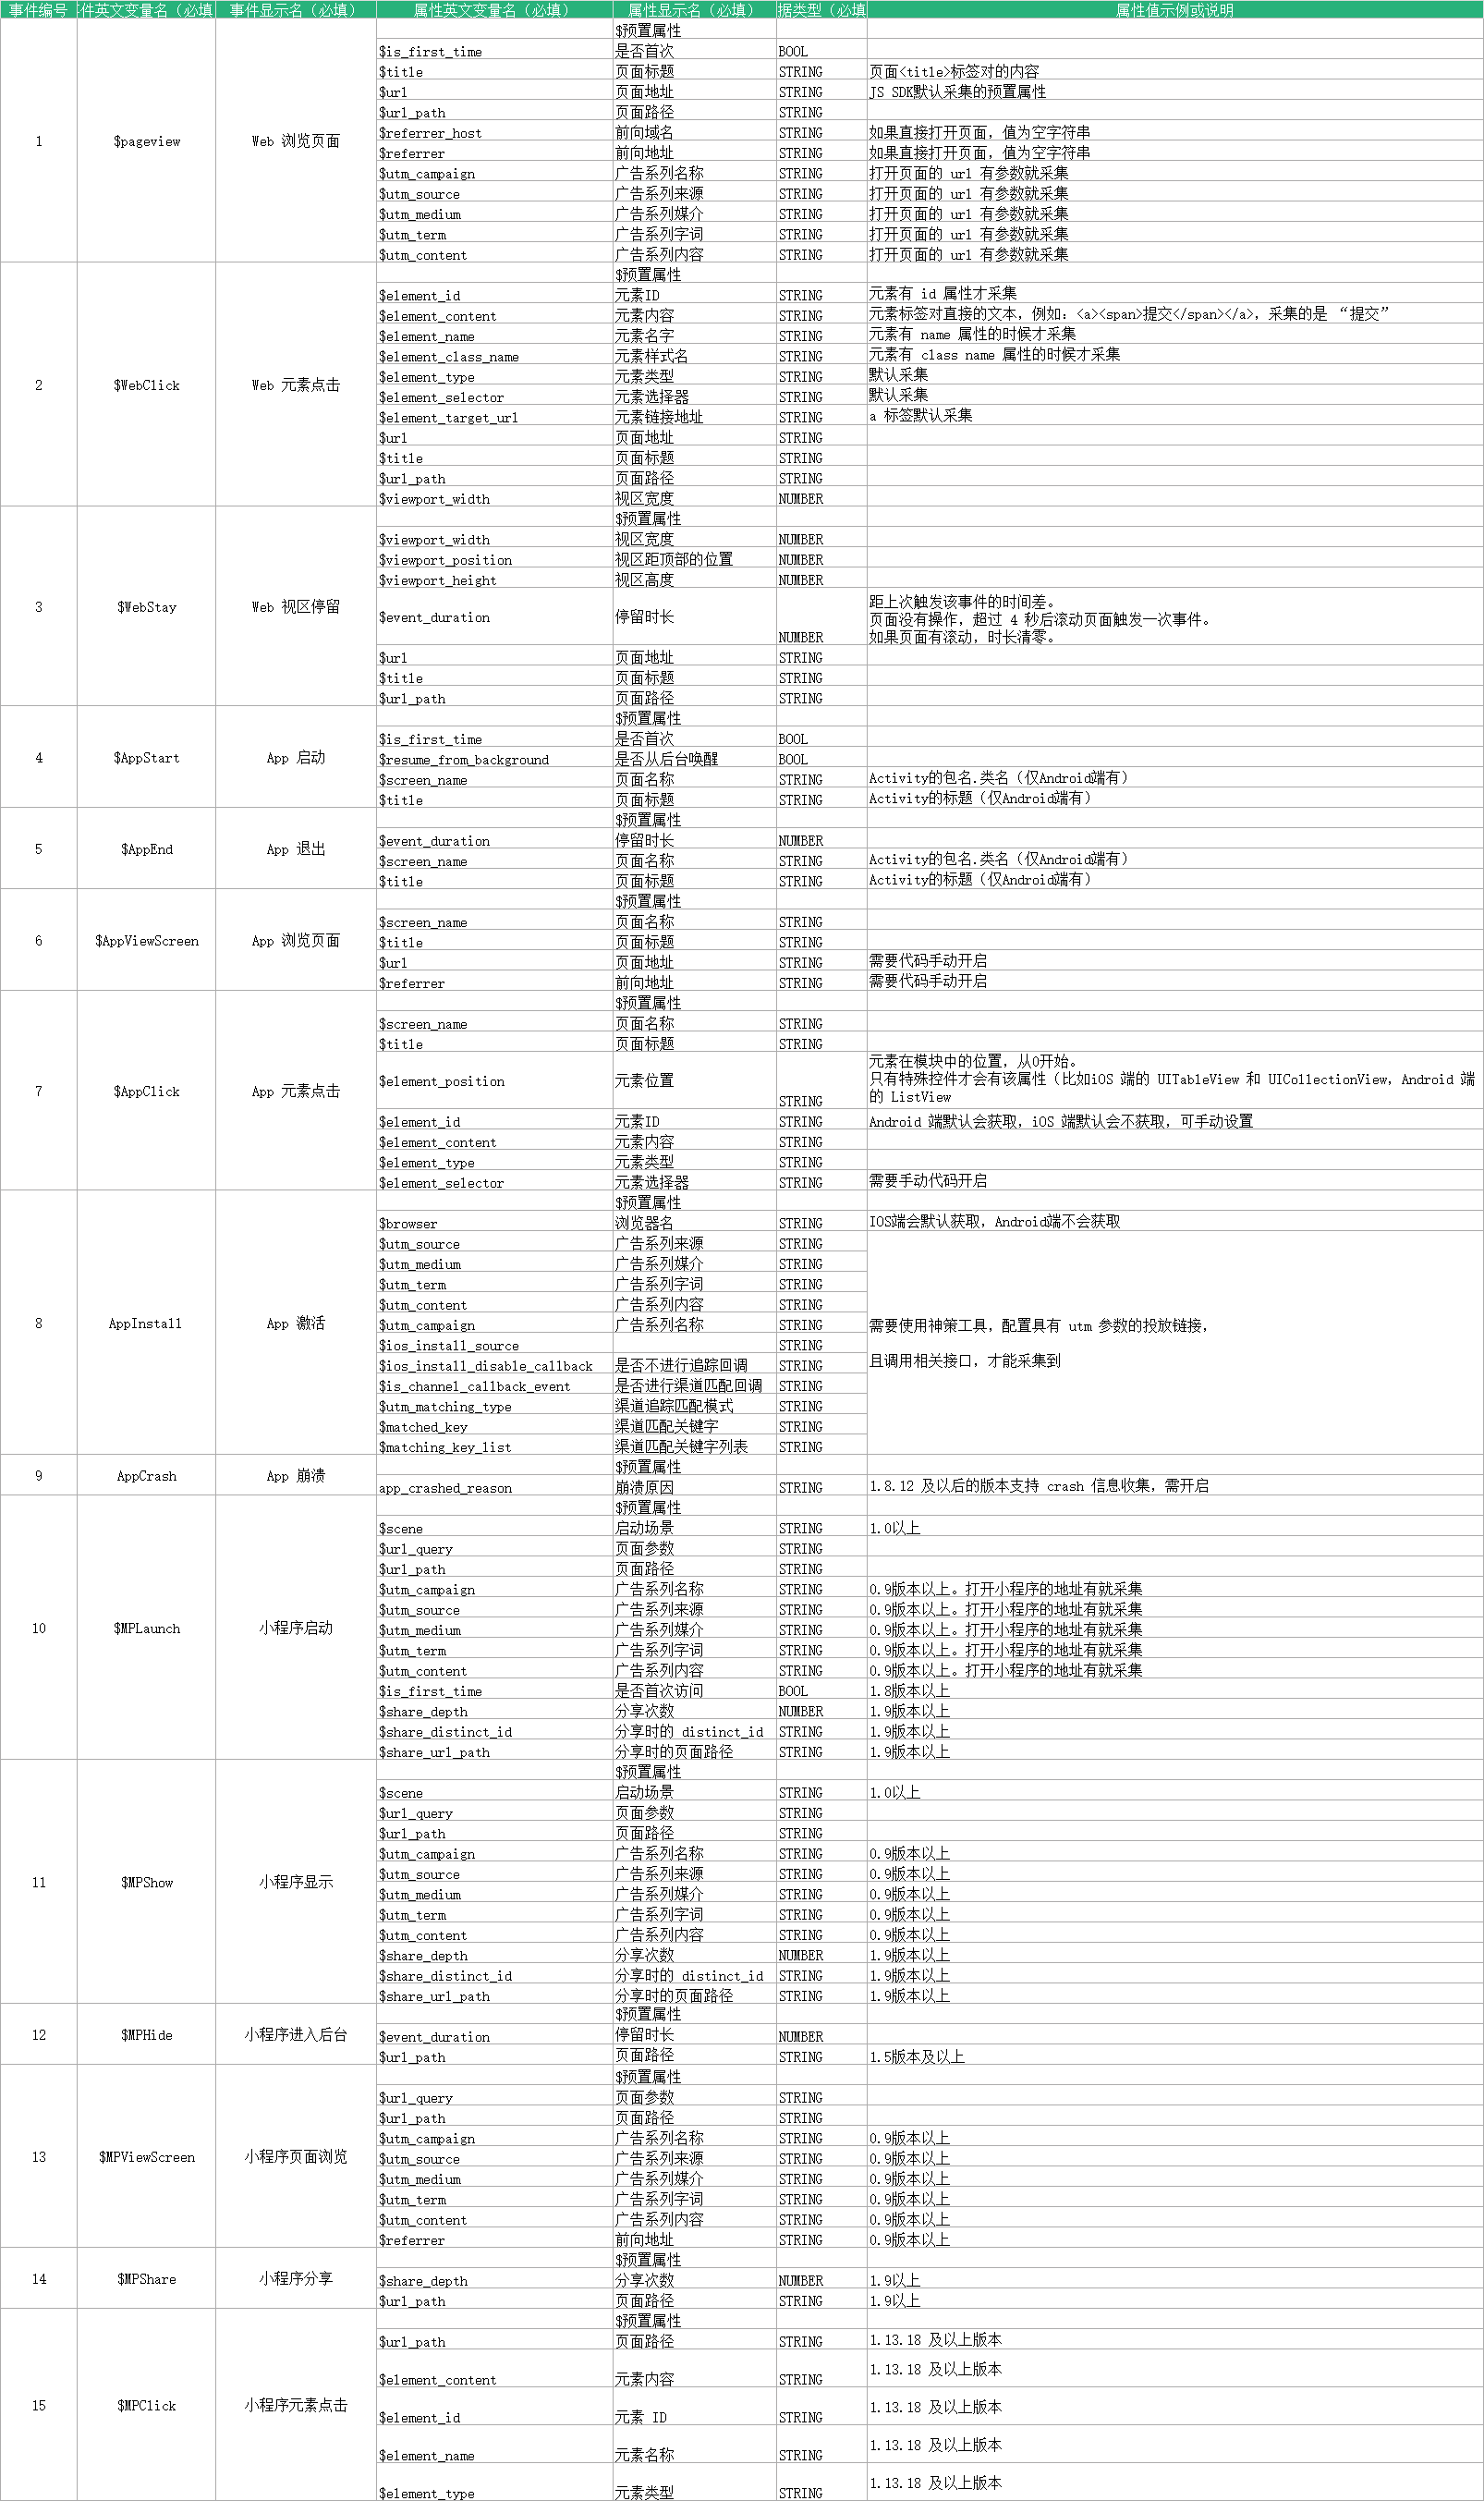 事件编号 件英文变量名（必填 事件显示名（必填） 属性英文变量名（必填） 属性显示名（必填） 据类型（必填 属性值示例或说明
1 $pageview Web 浏览页面
$预置属性
$is_first_time 是否首次 BOOL
$title 页面标题 STRING 页面<title>标签对的内容
$url 页面地址 STRING JS SDK默认采集的预置属性
$url_path 页面路径 STRING
$referrer_host 前向域名 STRING 如果直接打开页面，值为空字符串
$referrer 前向地址 STRING 如果直接打开页面，值为空字符串
$utm_campaign 广告系列名称 STRING 打开页面的 url 有参数就采集
$utm_source 广告系列来源 STRING 打开页面的 url 有参数就采集
$utm_medium 广告系列媒介 STRING 打开页面的 url 有参数就采集
$utm_term 广告系列字词 STRING 打开页面的 url 有参数就采集
$utm_content 广告系列内容 STRING 打开页面的 url 有参数就采集
2 $WebClick Web 元素点击
$预置属性
$element_id 元素ID STRING 元素有 id 属性才采集
$element_content 元素内容 STRING 元素标签对直接的文本，例如：<a><span>提交</span></a>，采集的是 “提交”
$element_name 元素名字 STRING 元素有 name 属性的时候才采集
$element_class_name 元素样式名 STRING 元素有 class name 属性的时候才采集
$element_type 元素类型 STRING 默认采集
$element_selector 元素选择器 STRING 默认采集
$element_target_url 元素链接地址 STRING a 标签默认采集
$url 页面地址 STRING
$title 页面标题 STRING
$url_path 页面路径 STRING
$viewport_width 视区宽度 NUMBER
3 $WebStay Web 视区停留
$预置属性
$viewport_width 视区宽度 NUMBER
$viewport_position 视区距顶部的位置 NUMBER
$viewport_height 视区高度 NUMBER
$event_duration 停留时长 NUMBER 距上次触发该事件的时间差。
页面没有操作，超过 4 秒后滚动页面触发一次事件。
如果页面有滚动，时长清零。
$url 页面地址 STRING
$title 页面标题 STRING
$url_path 页面路径 STRING
4 $AppStart App 启动
$预置属性
$is_first_time 是否首次 BOOL
$resume_from_background 是否从后台唤醒 BOOL
$screen_name 页面名称 STRING Activity的包名.类名（仅Android端有）
$title 页面标题 STRING Activity的标题（仅Android端有）
5 $AppEnd App 退出
$预置属性
$event_duration 停留时长 NUMBER
$screen_name 页面名称 STRING Activity的包名.类名（仅Android端有）
$title 页面标题 STRING Activity的标题（仅Android端有）
6 $AppViewScreen App 浏览页面
$预置属性
$screen_name 页面名称 STRING
$title 页面标题 STRING
$url 页面地址 STRING 需要代码手动开启
$referrer 前向地址 STRING 需要代码手动开启
7 $AppClick App 元素点击
$预置属性
$screen_name 页面名称 STRING
$title 页面标题 STRING
$element_position 元素位置 STRING 元素在模块中的位置，从0开始。
只有特殊控件才会有该属性（比如iOS 端的 UITableView 和 UICollectionView，Android 端
的 ListView
$element_id 元素ID STRING Android 端默认会获取，iOS 端默认会不获取，可手动设置
$element_content 元素内容 STRING
$element_type 元素类型 STRING
$element_selector 元素选择器 STRING 需要手动代码开启
8 AppInstall App 激活
$预置属性
$browser 浏览器名 STRING IOS端会默认获取，Android端不会获取
$utm_source 广告系列来源 STRING
$utm_medium 广告系列媒介 STRING
$utm_term 广告系列字词 STRING
$utm_content 广告系列内容 STRING
$utm_campaign 广告系列名称 STRING 需要使用神策工具，配置具有 utm 参数的投放链接，
$ios_install_source STRING
$ios_install_disable_callback 是否不进行追踪回调 STRING 且调用相关接口，才能采集到
$is_channel_callback_event 是否进行渠道匹配回调 STRING
$utm_matching_type 渠道追踪匹配模式 STRING
$matched_key 渠道匹配关键字 STRING
$matching_key_list 渠道匹配关键字列表 STRING
9 AppCrash App 崩溃
$预置属性
app_crashed_reason 崩溃原因 STRING 1.8.12 及以后的版本支持 crash 信息收集，需开启
10 $MPLaunch 小程序启动
$预置属性
$scene 启动场景 STRING 1.0以上
$url_query 页面参数 STRING
$url_path 页面路径 STRING
$utm_campaign 广告系列名称 STRING 0.9版本以上。打开小程序的地址有就采集
$utm_source 广告系列来源 STRING 0.9版本以上。打开小程序的地址有就采集
$utm_medium 广告系列媒介 STRING 0.9版本以上。打开小程序的地址有就采集
$utm_term 广告系列字词 STRING 0.9版本以上。打开小程序的地址有就采集
$utm_content 广告系列内容 STRING 0.9版本以上。打开小程序的地址有就采集
$is_first_time 是否首次访问 BOOL 1.8版本以上
$share_depth 分享次数 NUMBER 1.9版本以上
$share_distinct_id 分享时的 distinct_id STRING 1.9版本以上
$share_url_path 分享时的页面路径 STRING 1.9版本以上
11 $MPShow 小程序显示
$预置属性
$scene 启动场景 STRING 1.0以上
$url_query 页面参数 STRING
$url_path 页面路径 STRING
$utm_campaign 广告系列名称 STRING 0.9版本以上
$utm_source 广告系列来源 STRING 0.9版本以上
$utm_medium 广告系列媒介 STRING 0.9版本以上
$utm_term 广告系列字词 STRING 0.9版本以上
$utm_content 广告系列内容 STRING 0.9版本以上
$share_depth 分享次数 NUMBER 1.9版本以上
$share_distinct_id 分享时的 distinct_id STRING 1.9版本以上
$share_url_path 分享时的页面路径 STRING 1.9版本以上
12 $MPHide 小程序进入后台
$预置属性
$event_duration 停留时长 NUMBER
$url_path 页面路径 STRING 1.5版本及以上
13 $MPViewScreen 小程序页面浏览
$预置属性
$url_query 页面参数 STRING
$url_path 页面路径 STRING
$utm_campaign 广告系列名称 STRING 0.9版本以上
$utm_source 广告系列来源 STRING 0.9版本以上
$utm_medium 广告系列媒介 STRING 0.9版本以上
$utm_term 广告系列字词 STRING 0.9版本以上
$utm_content 广告系列内容 STRING 0.9版本以上
$referrer 前向地址 STRING 0.9版本以上
14 $MPShare 小程序分享
$预置属性
$share_depth 分享次数 NUMBER 1.9以上
$url_path 页面路径 STRING 1.9以上
15 $MPClick 小程序元素点击
$预置属性
$url_path 页面路径 STRING 1.13.18 及以上版本
$element_content 元素内容 STRING 1.13.18 及以上版本
$element_id 元素 ID STRING 1.13.18 及以上版本
$element_name 元素名称 STRING 1.13.18 及以上版本
$element_type 元素类型 STRING 1.13.18 及以上版本